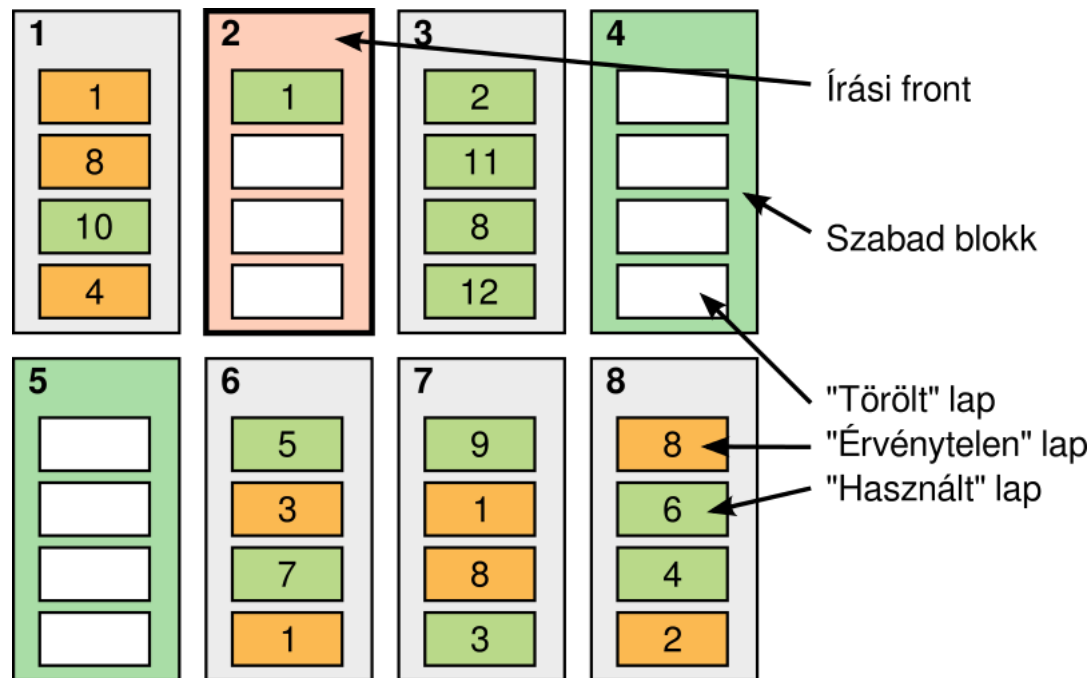 1 2 3 4
1 1 2
8 11
10 8
4 12
Írási front
Szabad blokk
5 6 7 8
5 9 8
3 1 6
7 8 4
1 3 2
"Törölt" lap
"Érvénytelen" lap
"Használt" lap